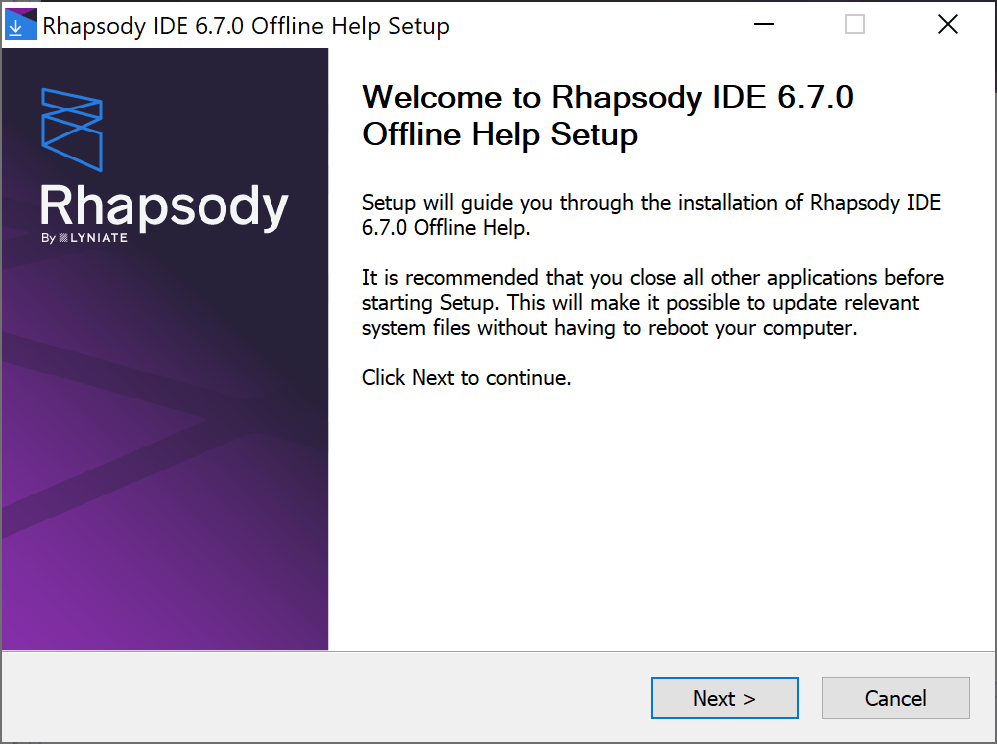 Rhapsody IDE 6.7.0 Offline Help Setup
Rhapsody
By LYNIATE
Welcome to Rhapsody IDE 6.7.0
Offline Help Setup
Setup will guide you through the installation of Rhapsody IDE
6.7.0 Offline Help.
It is recommended that you close all other applications before
starting Setup. This will make it possible to update relevant
system files without having to reboot your computer.
Click Next to continue.
Next >
Cancel